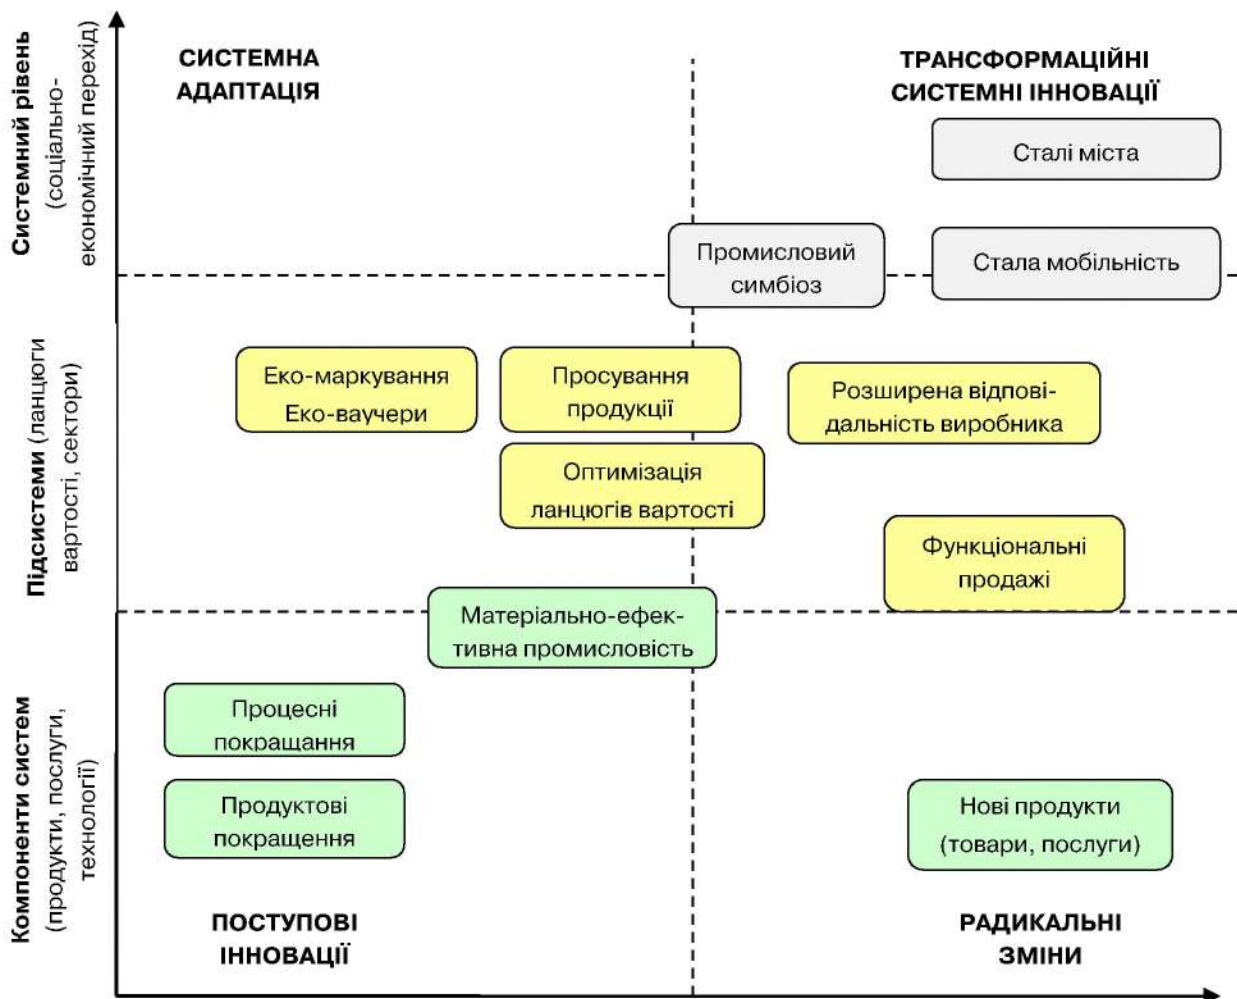 Системний рівень
(соціально-
економічний перехід)
СИСТЕМНА
АДАПТАЦІЯ
ТРАНСФОРМАЦІЙНІ
СИСТЕМНІ ІННОВАЦІЇ
Сталі міста
Промисловий
симбіоз
Стала мобільність
Підсистеми (ланцюги
вартості, сектори)
Еко-маркування
Еко-ваучери
Просування
продукції
Розширена відпові-
дальність виробника
Оптимізація
ланцюгів вартості
Функціональні
продажі
Матеріально-ефек-
тивна промисловість
Компоненти систем
(продукти, послуги,
технології)
Процесні
покращання
Продуктові
покращення
Нові продукти
(товари, послуги)
ПОСТУПОВІ
ІННОВАЦІЇ
РАДИКАЛЬНІ
ЗМІНИ